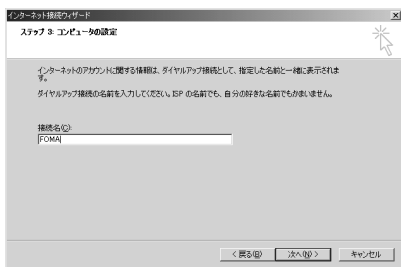 インターネット接続ウィザード
ステップ 3: コンピュータの設定
インターネットのアカウントに関する情報は、ダイヤルアップ接続として、指定した名前と一緒に表示されま
す。
ダイヤルアップ接続の名前を入力してください。ISP の名前でも、自分の好きな名前でもかまいません。
接続名(C):
FOMA
< 戻る(B)
次へ(N) >
キャンセル